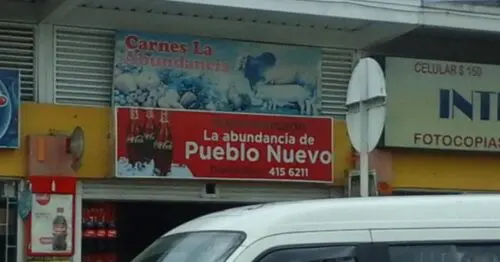 Carnes La
Abundancia
La abundancia de
Pueblo Nuevo
415 6211
CELULAR $ 150
INT
FOTOCOPIAS